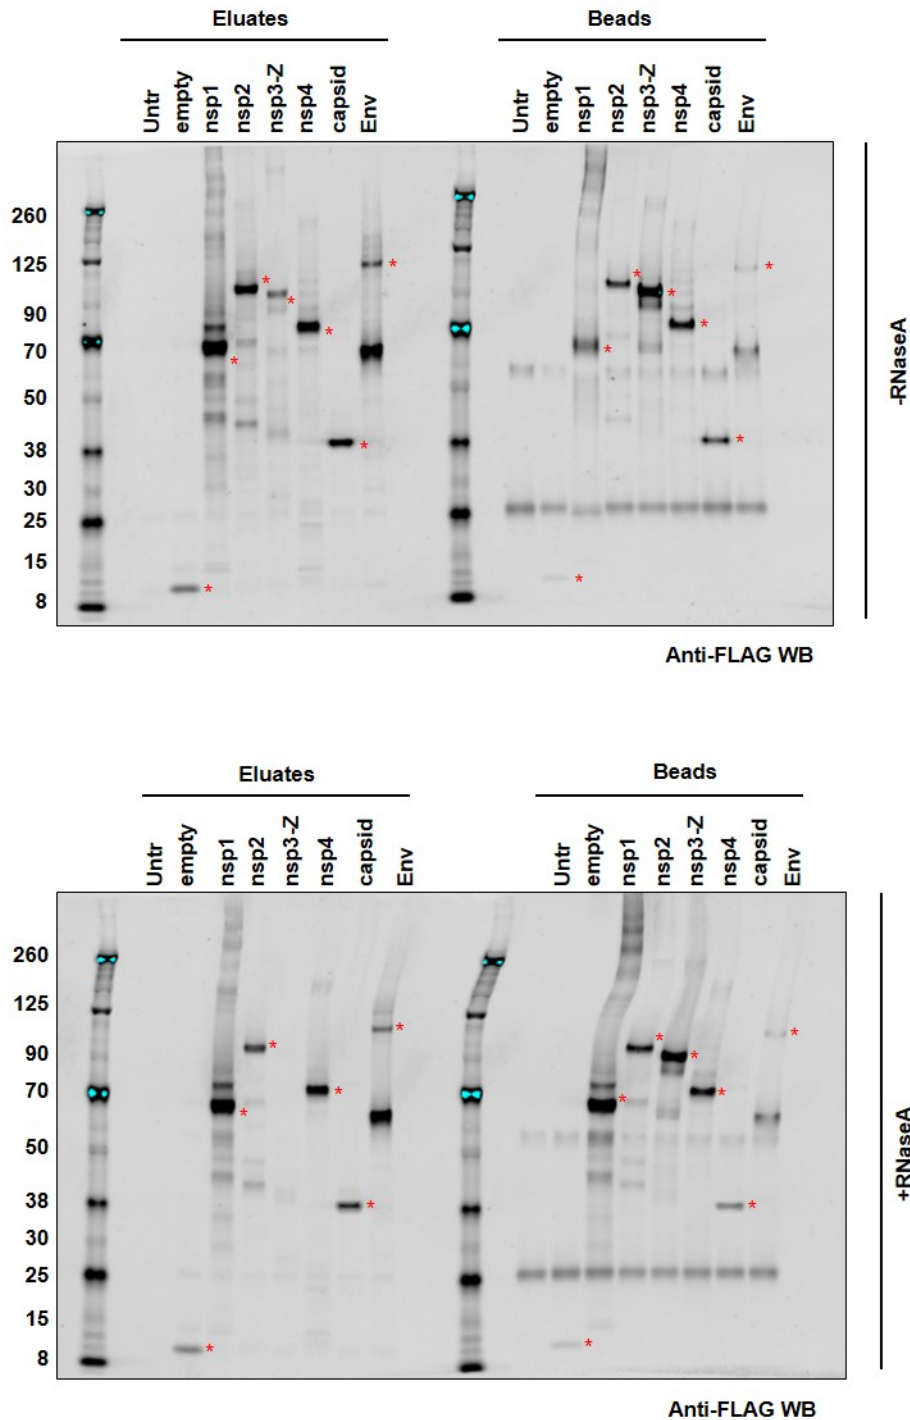 Eluates Beads
Untr empty nsp1 nsp2 nsp3-Z nsp4 capsid Env Untr empty nsp1 nsp2 nsp3-Z nsp4 capsid Env
260
125
90
70
50
38
30
25
15
8
-RNaseA
Anti-FLAG WB
Eluates Beads
Untr empty nsp1 nsp2 nsp3-Z nsp4 capsid Env Untr empty nsp1 nsp2 nsp3-Z nsp4 capsid Env
260
125
90
70
50
38
30
25
15
8
+RNaseA
Anti-FLAG WB